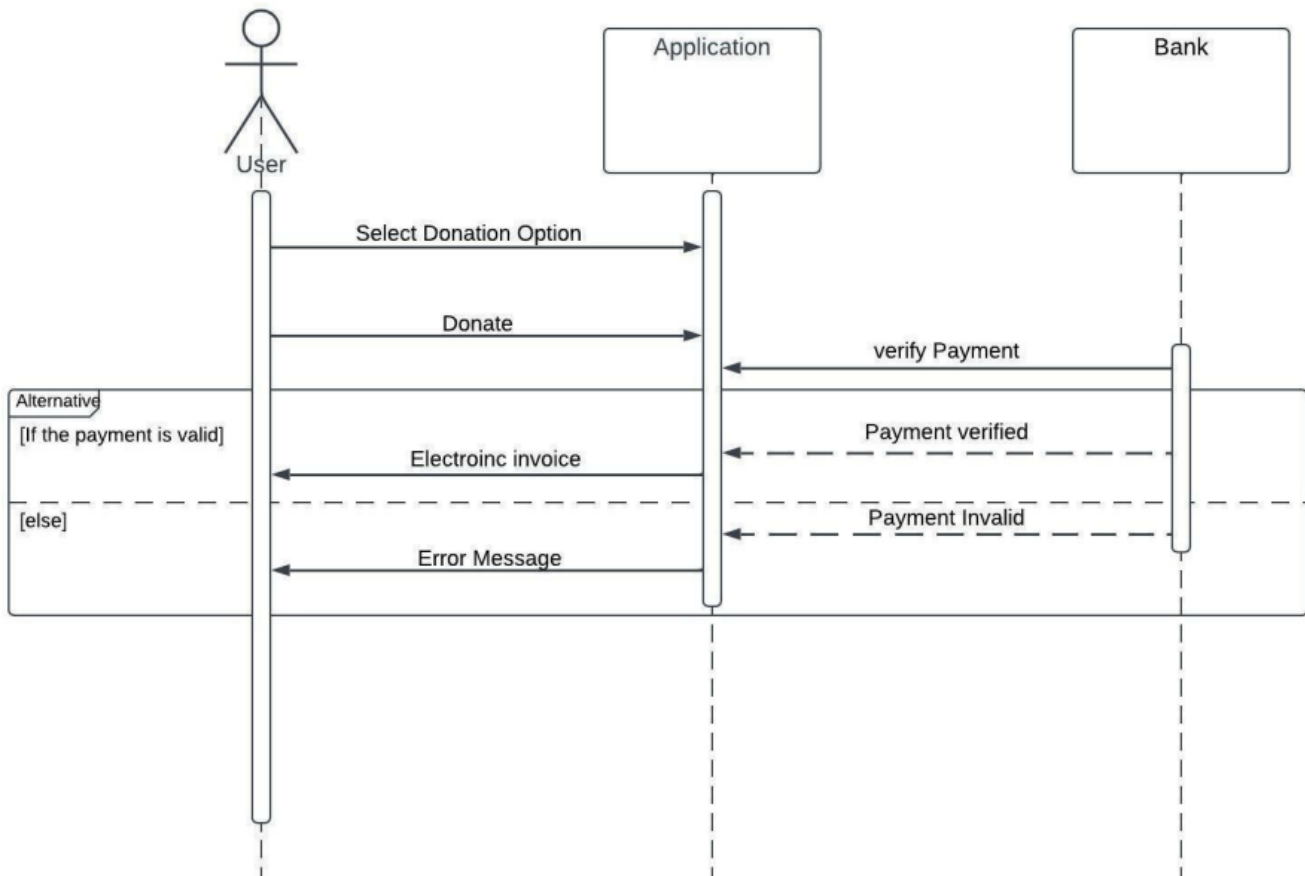 User
Application
Bank
Select Donation Option
Donate
verify Payment
Alternative
[If the payment is valid]
Payment verified
Electroinc invoice
[else]
Payment Invalid
Error Message